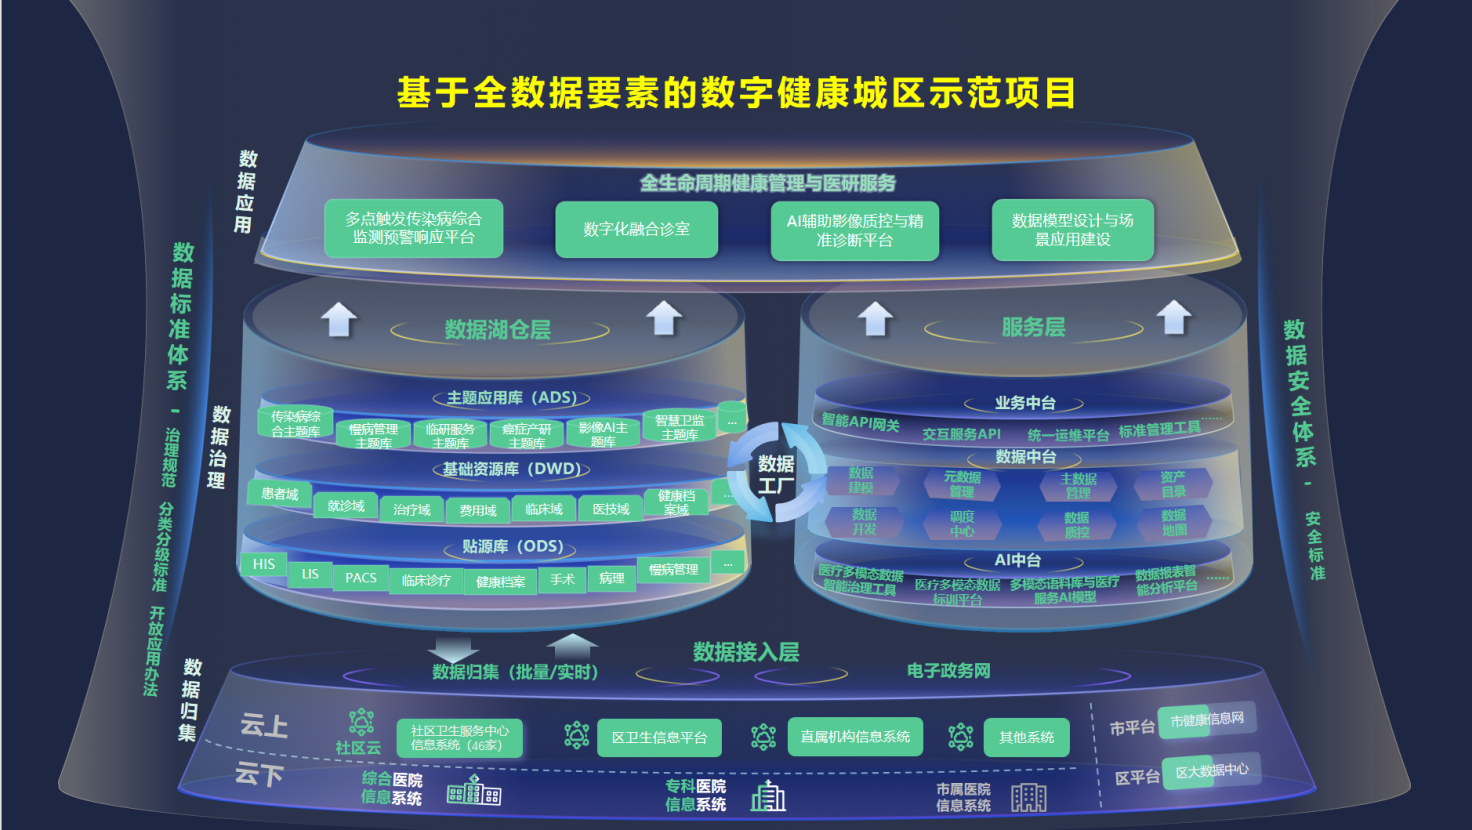 基于全数据要素的数字健康城区示范项目
数据应用
全生命周期健康管理与医研服务
多点触发传染病综合
监测预警响应平台
数字化融合诊室
AI辅助影像质控与精
准诊断平台
数据模型设计与场
景应用建设
数据标准体系 - 治理规范 分类分级标准 开放应用办法
数据治理
数据湖仓层
主题应用库（ADS）
传染病综
合主题库
慢病管理
主题库
临研服务
主题库
癌症产研
主题库
影像AI主
题库
智慧卫监
主题库
...
基础资源库（DWD）
患者域
就诊域
治疗域
费用域
临床域
医技域
健康档
案域
...
贴源库（ODS）
HIS
LIS
PACS
临床诊疗
健康档案
手术
病理
慢病管理
...
数据
工厂
服务层
业务中台
智能API网关
交互服务API
统一运维平台
标准管理工具
......
数据中台
数据
建模
元数据
管理
主数据
管理
资产
目录
数据
开发
调度
中心
数据
质控
数据
地图
AI中台
医疗多模态数据
智能治理工具
医疗多模态数据
标训平台
多模态语料库与医疗
服务AI模型
数据报表智
能分析平台
......
数据安全体系 - 安全标准
数据归集
数据接入层
数据归集（批量/实时）
电子政务网
云上
社区云
社区卫生服务中心
信息系统（46家）
区卫生信息平台
直属机构信息系统
其他系统
市平台
市健康信息网
云下
综合医院
信息系统
专科医院
信息系统
市属医院
信息系统
区平台
区大数据中心